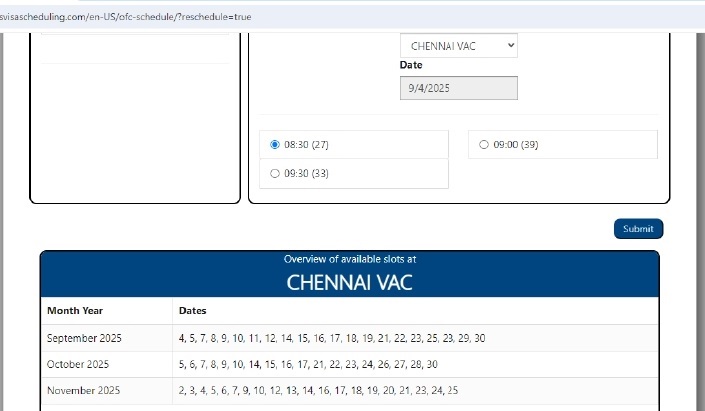 svisascheduling.com/en-US/ofc-schedule/?reschedule=true
CHENNAI VAC
Date
9/4/2025
08:30 (27)
09:00 (39)
09:30 (33)
Submit
Overview of available slots at
CHENNAI VAC
Month Year Dates
September 2025 4, 5, 7, 8, 9, 10, 11, 12, 14, 15, 16, 17, 18, 19, 21, 22, 23, 25, 28, 29, 30
October 2025 5, 6, 7, 8, 9, 10, 14, 15, 16, 17, 21, 22, 23, 24, 26, 27, 28, 30
November 2025 2, 3, 4, 5, 6, 7, 9, 10, 12, 13, 14, 16, 17, 18, 19, 20, 21, 23, 24, 25